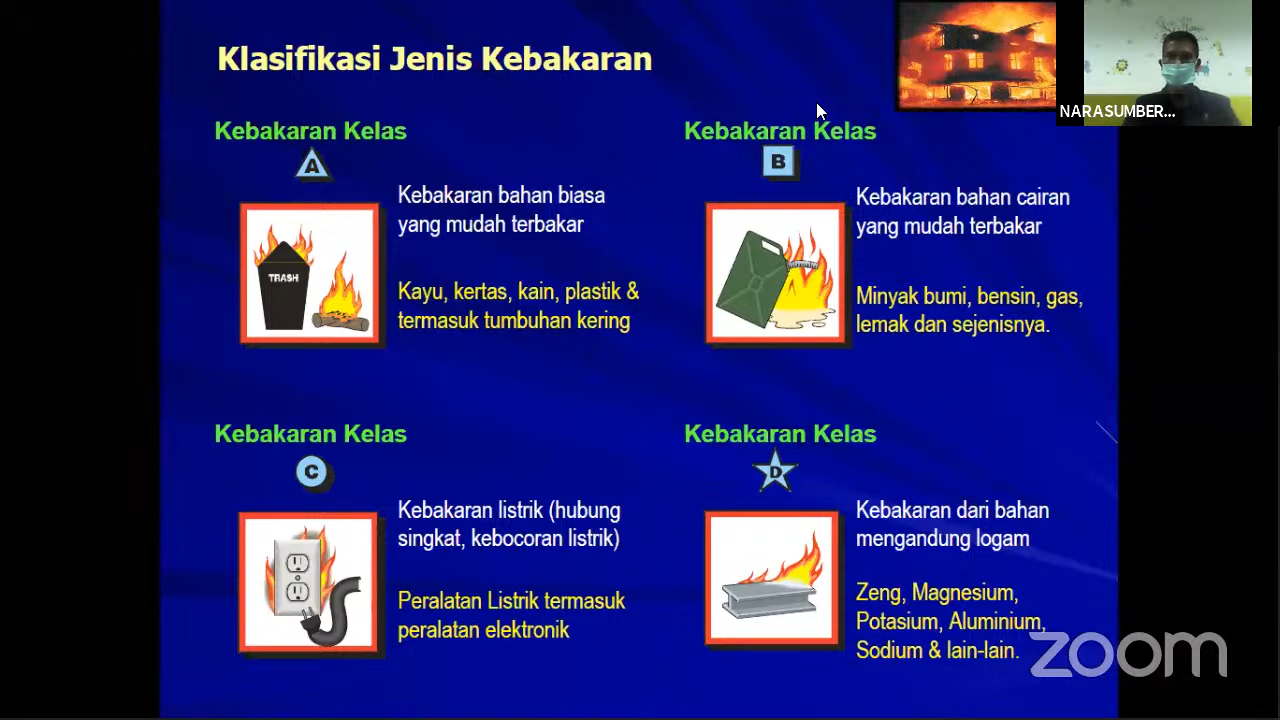 Klasifikasi Jenis Kebakaran
NARASUMBER...
Kebakaran Kelas
A
Kebakaran bahan biasa
yang mudah terbakar
TRASH
Kayu, kertas, kain, plastik &
termasuk tumbuhan kering
Kebakaran Kelas
B
Kebakaran bahan cairan
yang mudah terbakar
Minyak bumi, bensin, gas,
lemak dan sejenisnya.
Kebakaran Kelas
C
Kebakaran listrik (hubung
singkat, kebocoran listrik)
Peralatan Listrik termasuk
peralatan elektronik
Kebakaran Kelas
D
Kebakaran dari bahan
mengandung logam
Zeng, Magnesium,
Potasium, Aluminium,
Sodium & lain-lain.
zoom